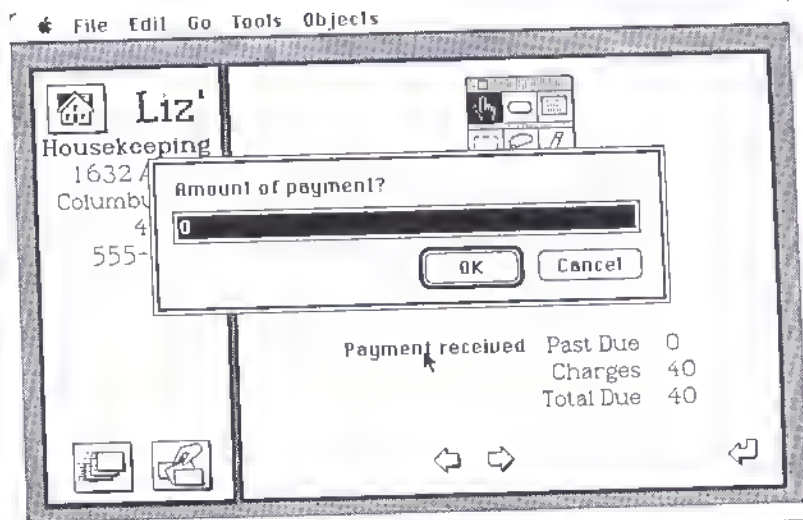 File Edit Go Tools Objects
Liz'
Housekeeping
1632 A
Columbu
4
555-
Amount of payment?
0
OK
Cancel
Payment received
Past Due 0
Charges 40
Total Due 40